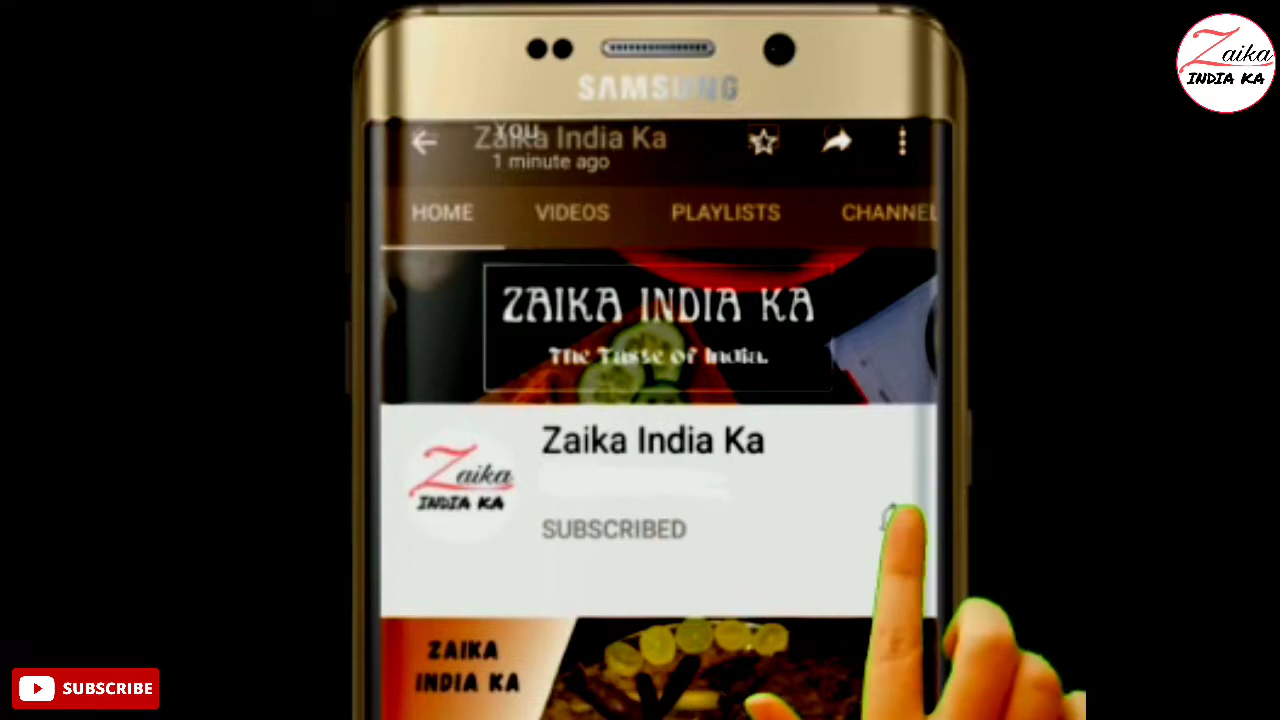 Zaika
INDIA KA
SAMSUNG
Zaika India Ka
YOU
1 minute ago
HOME VIDEOS PLAYLISTS CHANNEL
ZAIKA INDIA KA
The Taste of India.
Zaika India Ka
Zaika
INDIA KA
SUBSCRIBED
ZAIKA
INDIA KA
SUBSCRIBE